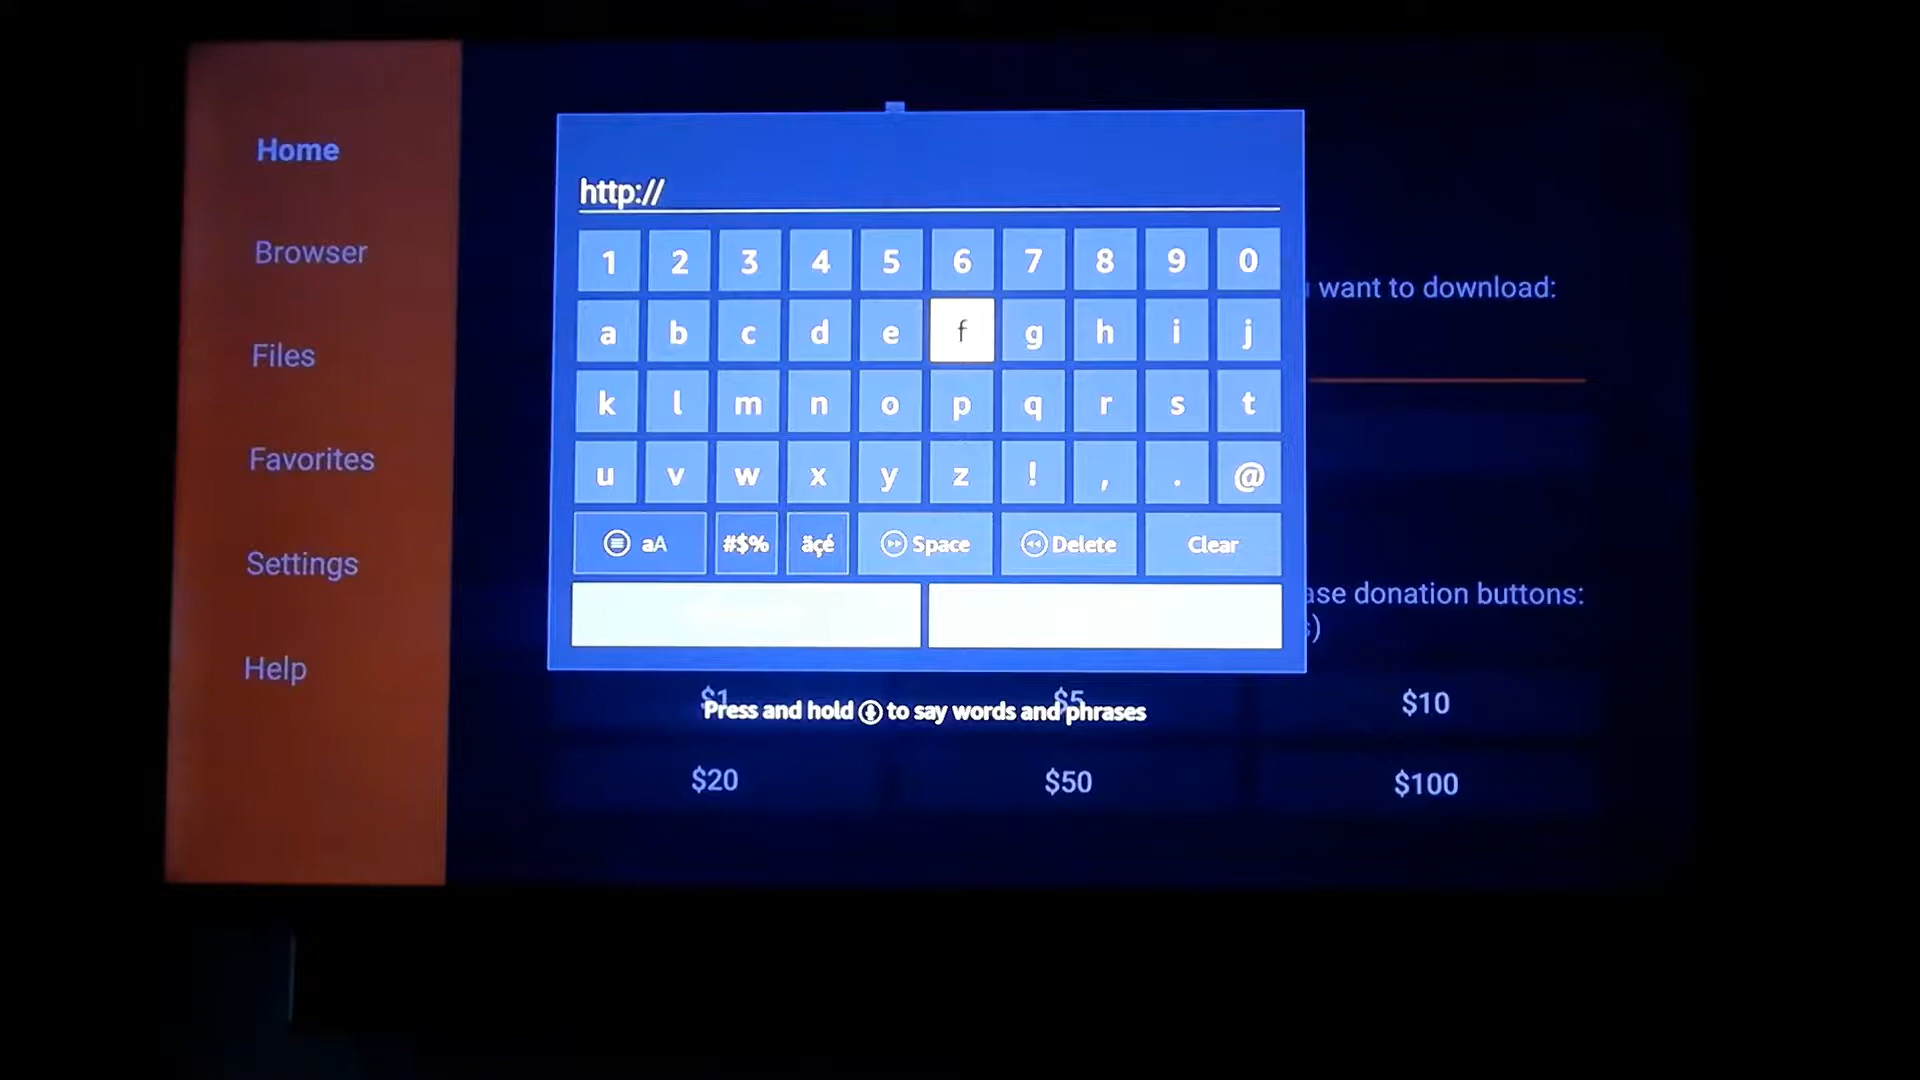 Home
Browser
Files
Favorites
Settings
Help
http://
1 2 3 4 5 6 7 8 9 0
a b c d e f g h i j
k l m n o p q r s t
u v w x y z ! , . @
aA #$% äçé Space Delete Clear
want to download:
donation buttons:
$1 $5 $10
Press and hold to say words and phrases
$20 $50 $100